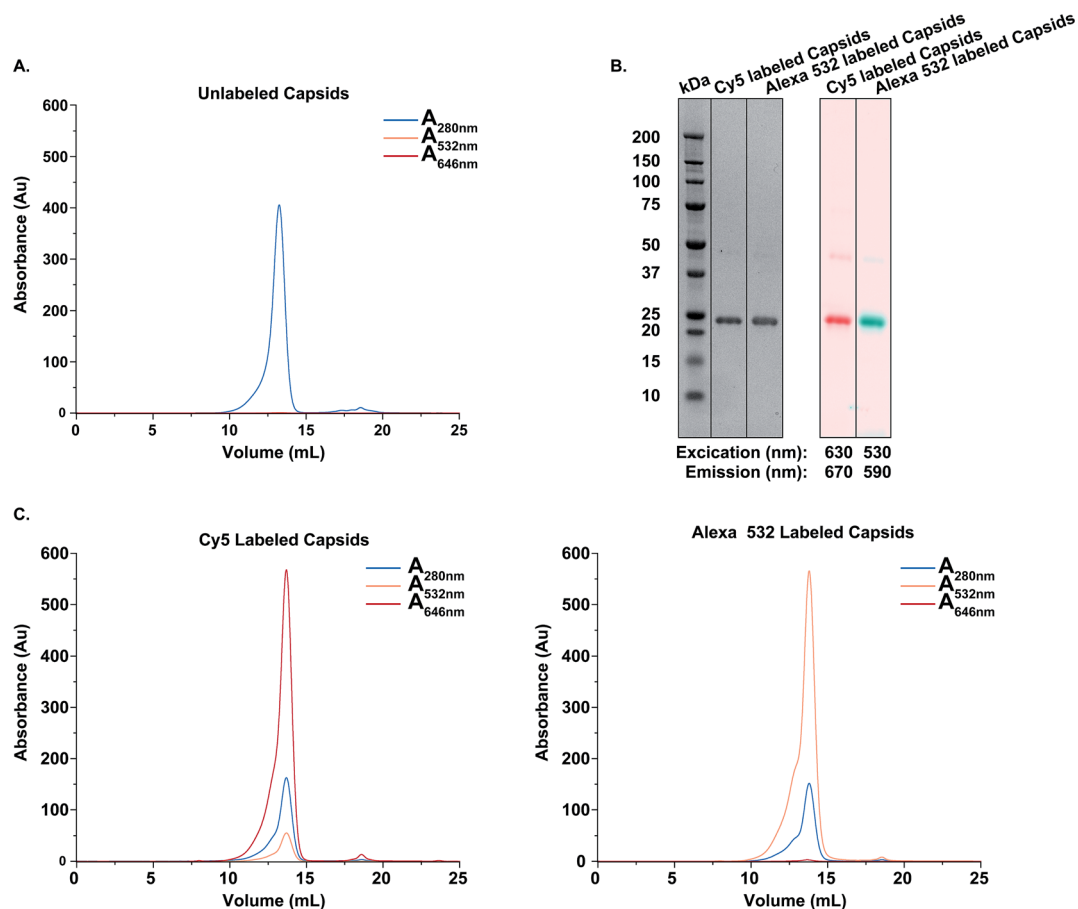 A.
Unlabeled Capsids
Absorbance (Au)
600
500
400
300
200
100
0
0 5 10 15 20 25
Volume (mL)
A280nm
A532nm
A646nm
B.
kDa
Cy5 labeled Capsids
Alexa 532 labeled Capsids
Cy5 labeled Capsids
Alexa 532 labeled Capsids
200
150
100
75
50
37
25
20
15
10
Excication (nm): 630 530
Emission (nm): 670 590
C.
Cy5 Labeled Capsids
Absorbance (Au)
600
500
400
300
200
100
0
0 5 10 15 20 25
Volume (mL)
A280nm
A532nm
A646nm
Alexa 532 Labeled Capsids
Absorbance (Au)
600
500
400
300
200
100
0
0 5 10 15 20 25
Volume (mL)
A280nm
A532nm
A646nm